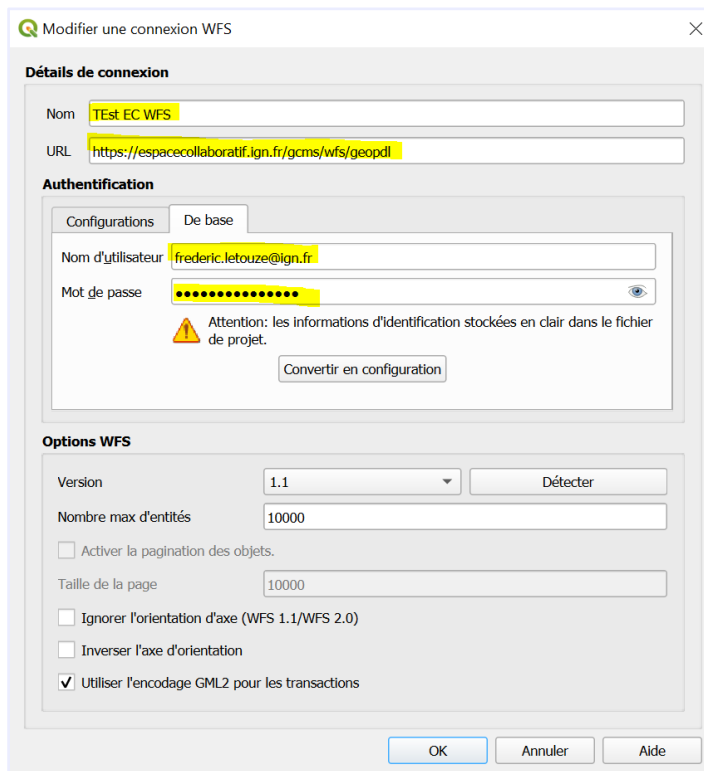 Modifier une connexion WFS
Détails de connexion
Nom TEst EC WFS
URL https://espacecollaboratif.ign.fr/gcms/wfs/geopdl
Authentification
Configurations De base
Nom d'utilisateur frederic.letouze@ign.fr
Mot de passe ●●●●●●●●●●●●●●●
Attention: les informations d'identification stockées en clair dans le fichier
de projet.
Convertir en configuration
Options WFS
Version 1.1 Détecter
Nombre max d'entités 10000
Activer la pagination des objets.
Taille de la page 10000
Ignorer l'orientation d'axe (WFS 1.1/WFS 2.0)
Inverser l'axe d'orientation
Utiliser l'encodage GML2 pour les transactions
OK Annuler Aide